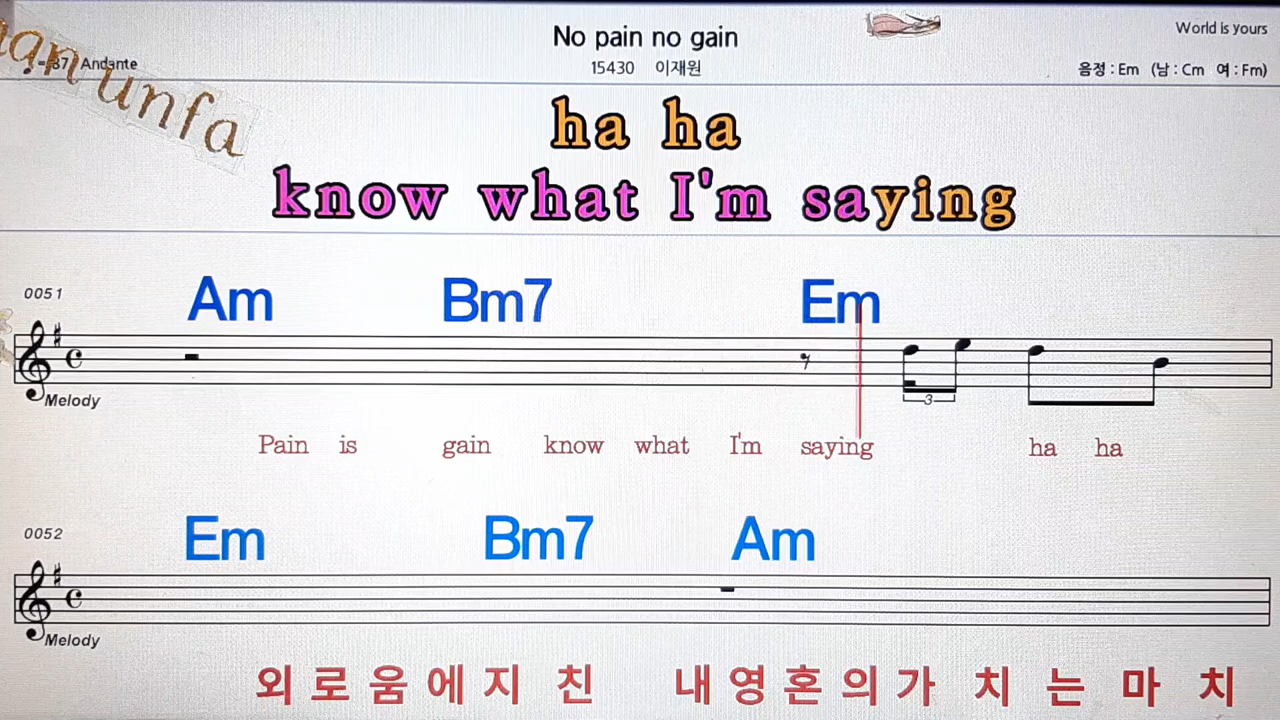 No pain no gain
World is yours
= 87 Andante
15430 이재원
음정 : Em (남 : Cm 여 : Fm)
unfa
ha ha
know what I'm saying
0051
Am Bm7 Em
3
Melody
Pain is gain know what I'm saying ha ha
0052
Em Bm7 Am
Melody
외로움에지친 내영혼의가치는마치